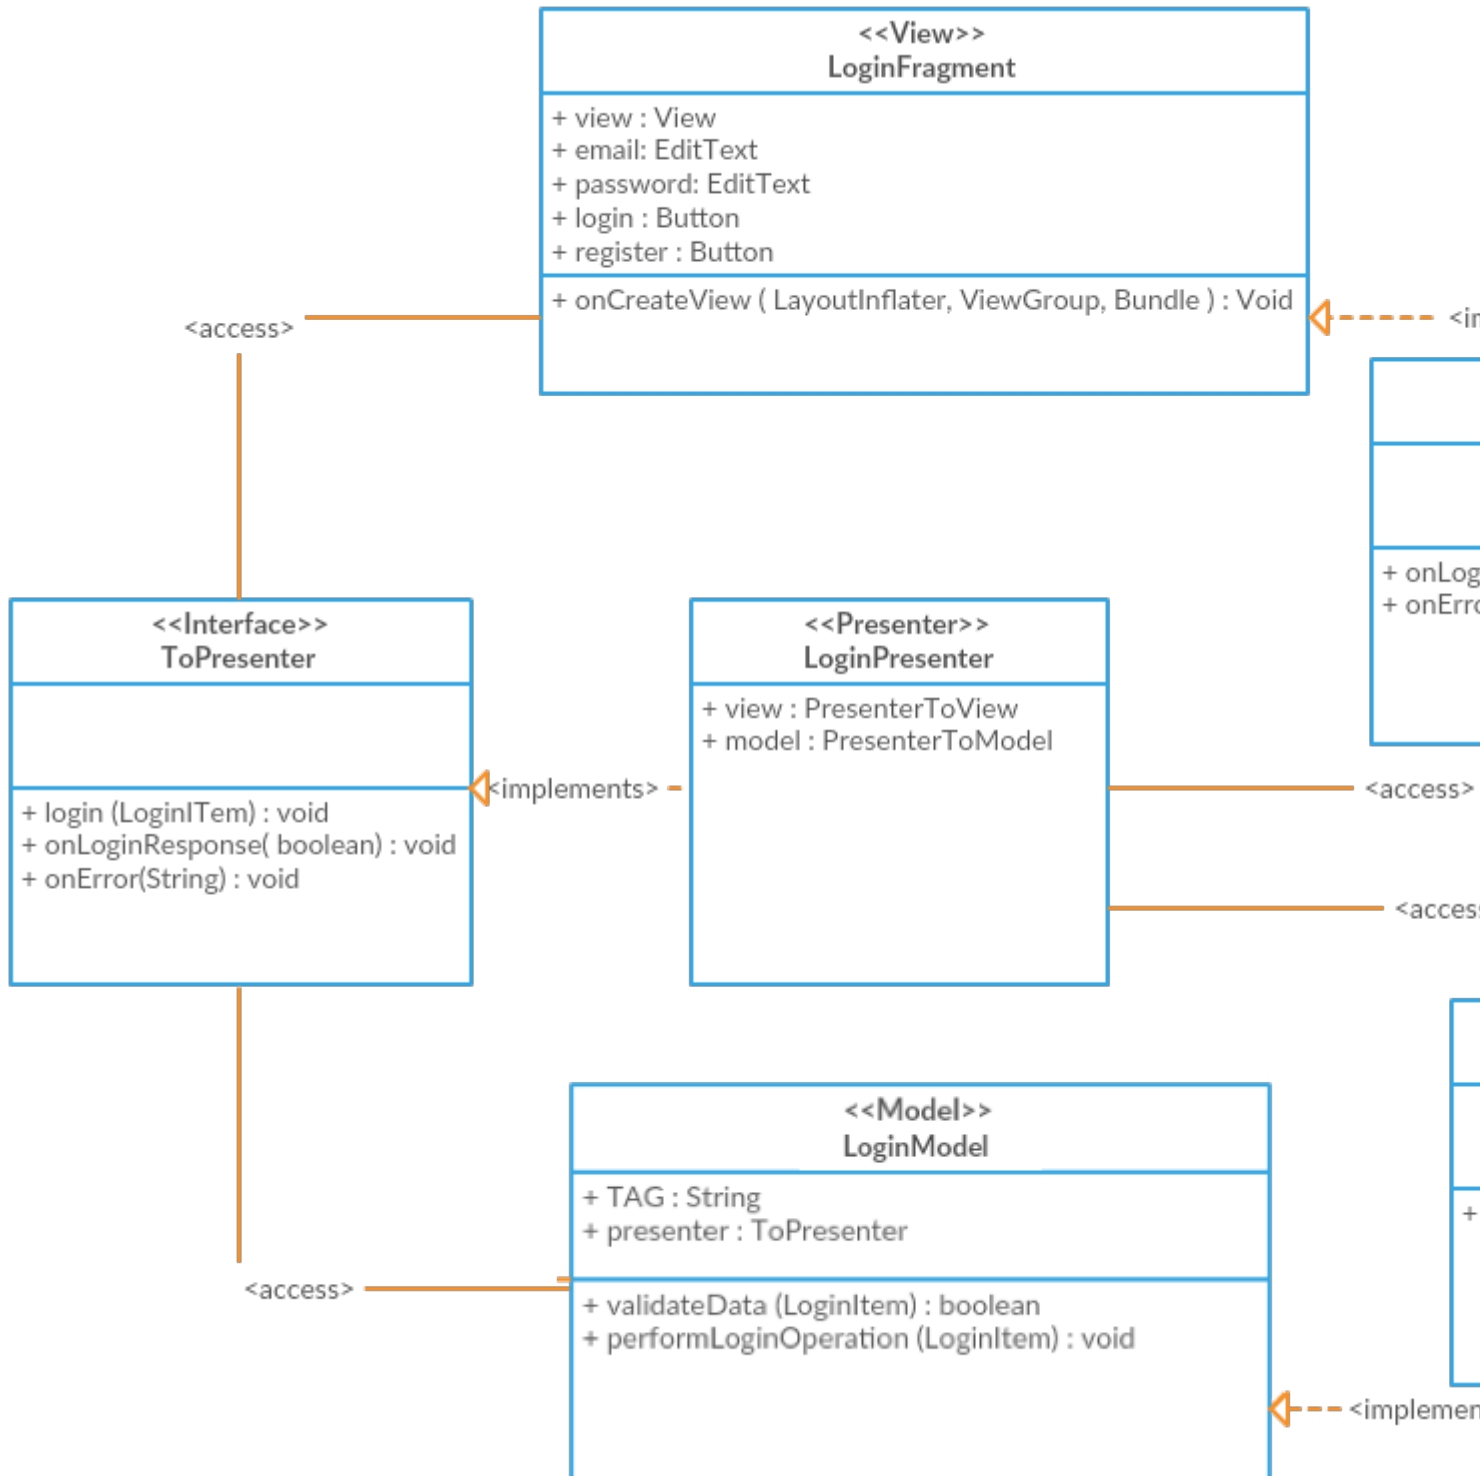 <<View>>
LoginFragment
+ view : View
+ email: EditText
+ password: EditText
+ login : Button
+ register : Button
+ onCreateView ( LayoutInflater, ViewGroup, Bundle ) : Void
<access>
<<Interface>>
ToPresenter
+ login (LoginITem) : void
+ onLoginResponse( boolean) : void
+ onError(String) : void
<implements>
<<Presenter>>
LoginPresenter
+ view : PresenterToView
+ model : PresenterToModel
<access>
<access>
<<Model>>
LoginModel
+ TAG : String
+ presenter : ToPresenter
+ validateData (LoginItem) : boolean
+ performLoginOperation (LoginItem) : void